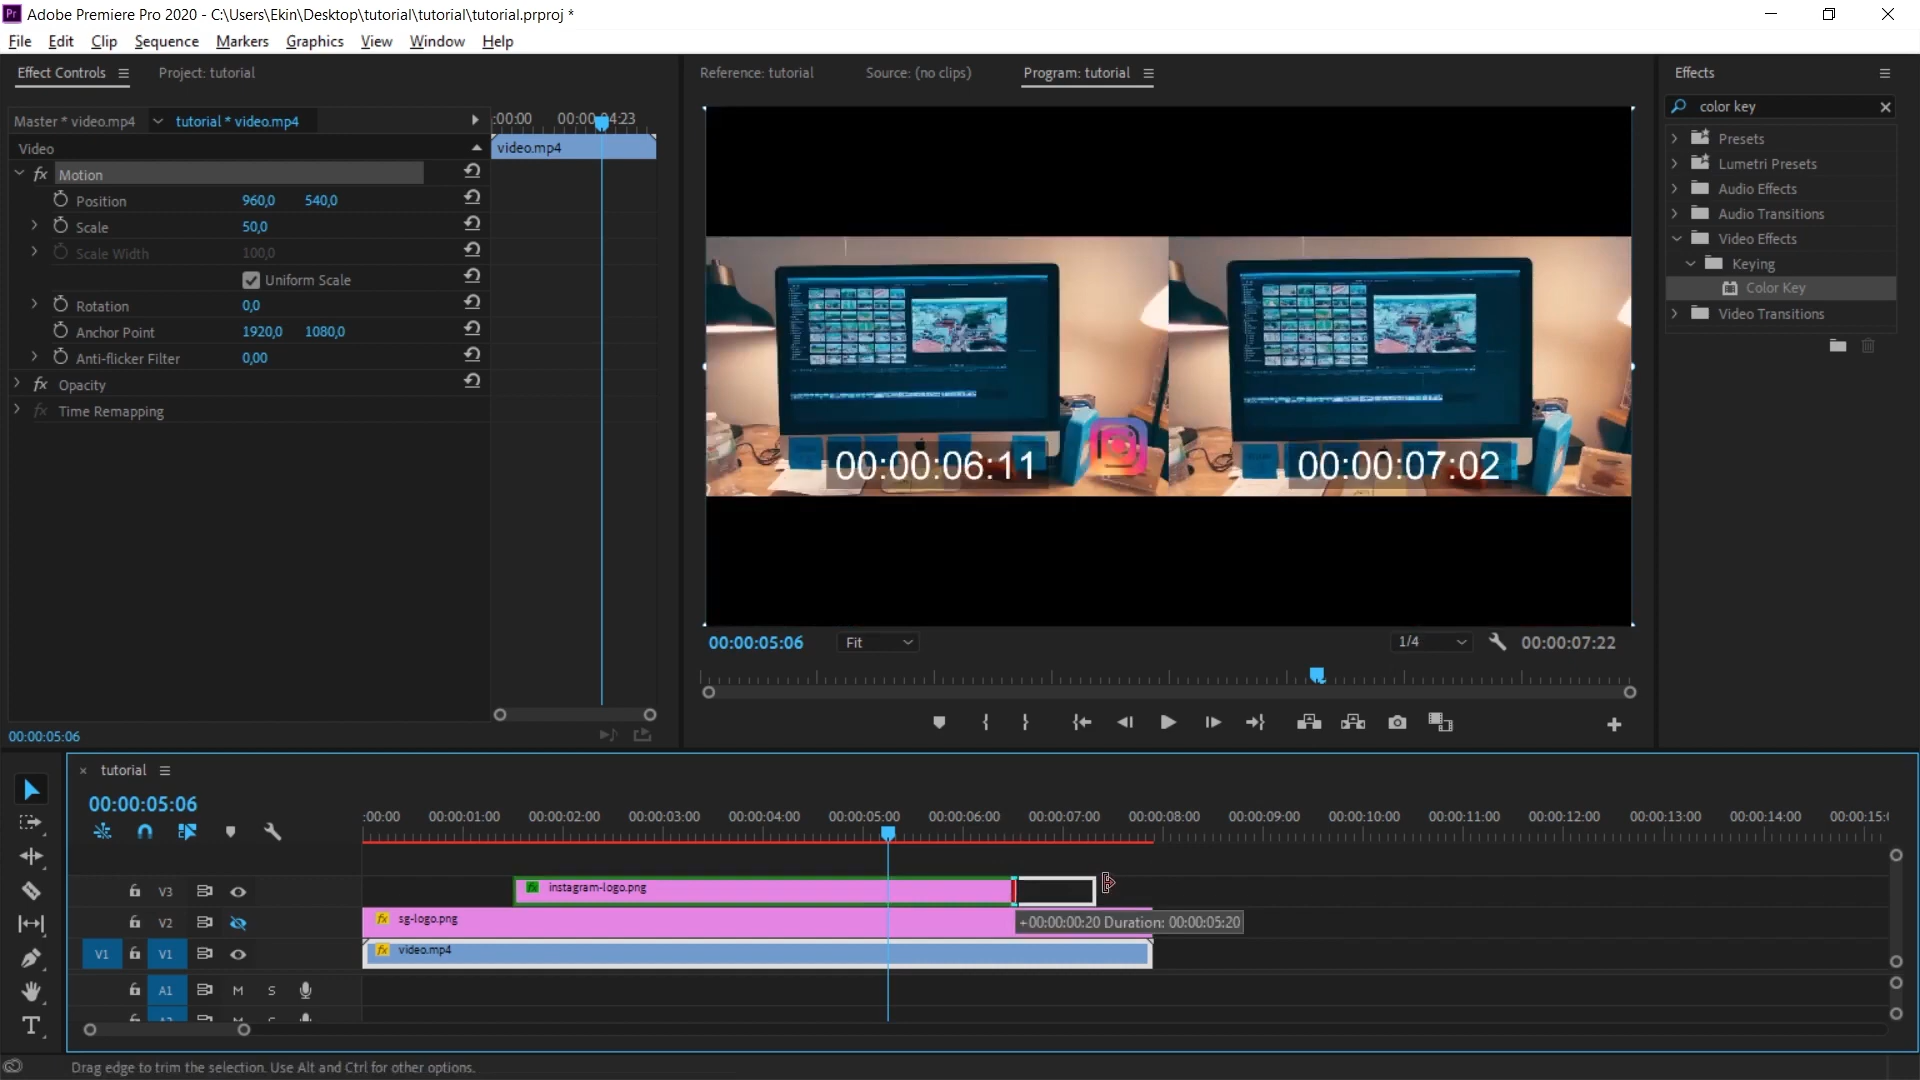 Pr Adobe Premiere Pro 2020 - C:\Users\Ekin\Desktop\tutorial\tutorial\tutorial.prproj *
File Edit Clip Sequence Markers Graphics View Window Help
Effect Controls
Project: tutorial
Reference: tutorial
Source: (no clips)
Program: tutorial
Effects
color key
Master * video.mp4
tutorial * video.mp4
:00:00
Video
video.mp4
fx Motion
Position 960,0 540,0
Scale 50,0
Scale Width 100,0
Uniform Scale
Rotation 0,0
Anchor Point 1920,0 1080,0
Anti-flicker Filter 0,00
fx Opacity
fx Time Remapping
00:00:05:06
00:00:06:11
00:00:07:02
00:00:05:06
Fit
1/4
00:00:07:22
Presets
Lumetri Presets
Audio Effects
Audio Transitions
Video Effects
Keying
Color Key
Video Transitions
tutorial
00:00:05:06
:00:00 00:00:01:00 00:00:02:00 00:00:03:00 00:00:04:00 00:00:05:00 00:00:06:00 00:00:07:00 00:00:08:00 00:00:09:00 00:00:10:00 00:00:11:00 00:00:12:00 00:00:13:00 00:00:14:00
V3
fx instagram-logo.png
V2
fx sg-logo.png
+00:00:00:20 Duration: 00:00:05:20
V1 V1
fx video.mp4
A1 M S
T
Drag edge to trim the selection. Use Alt and Ctrl for other options.